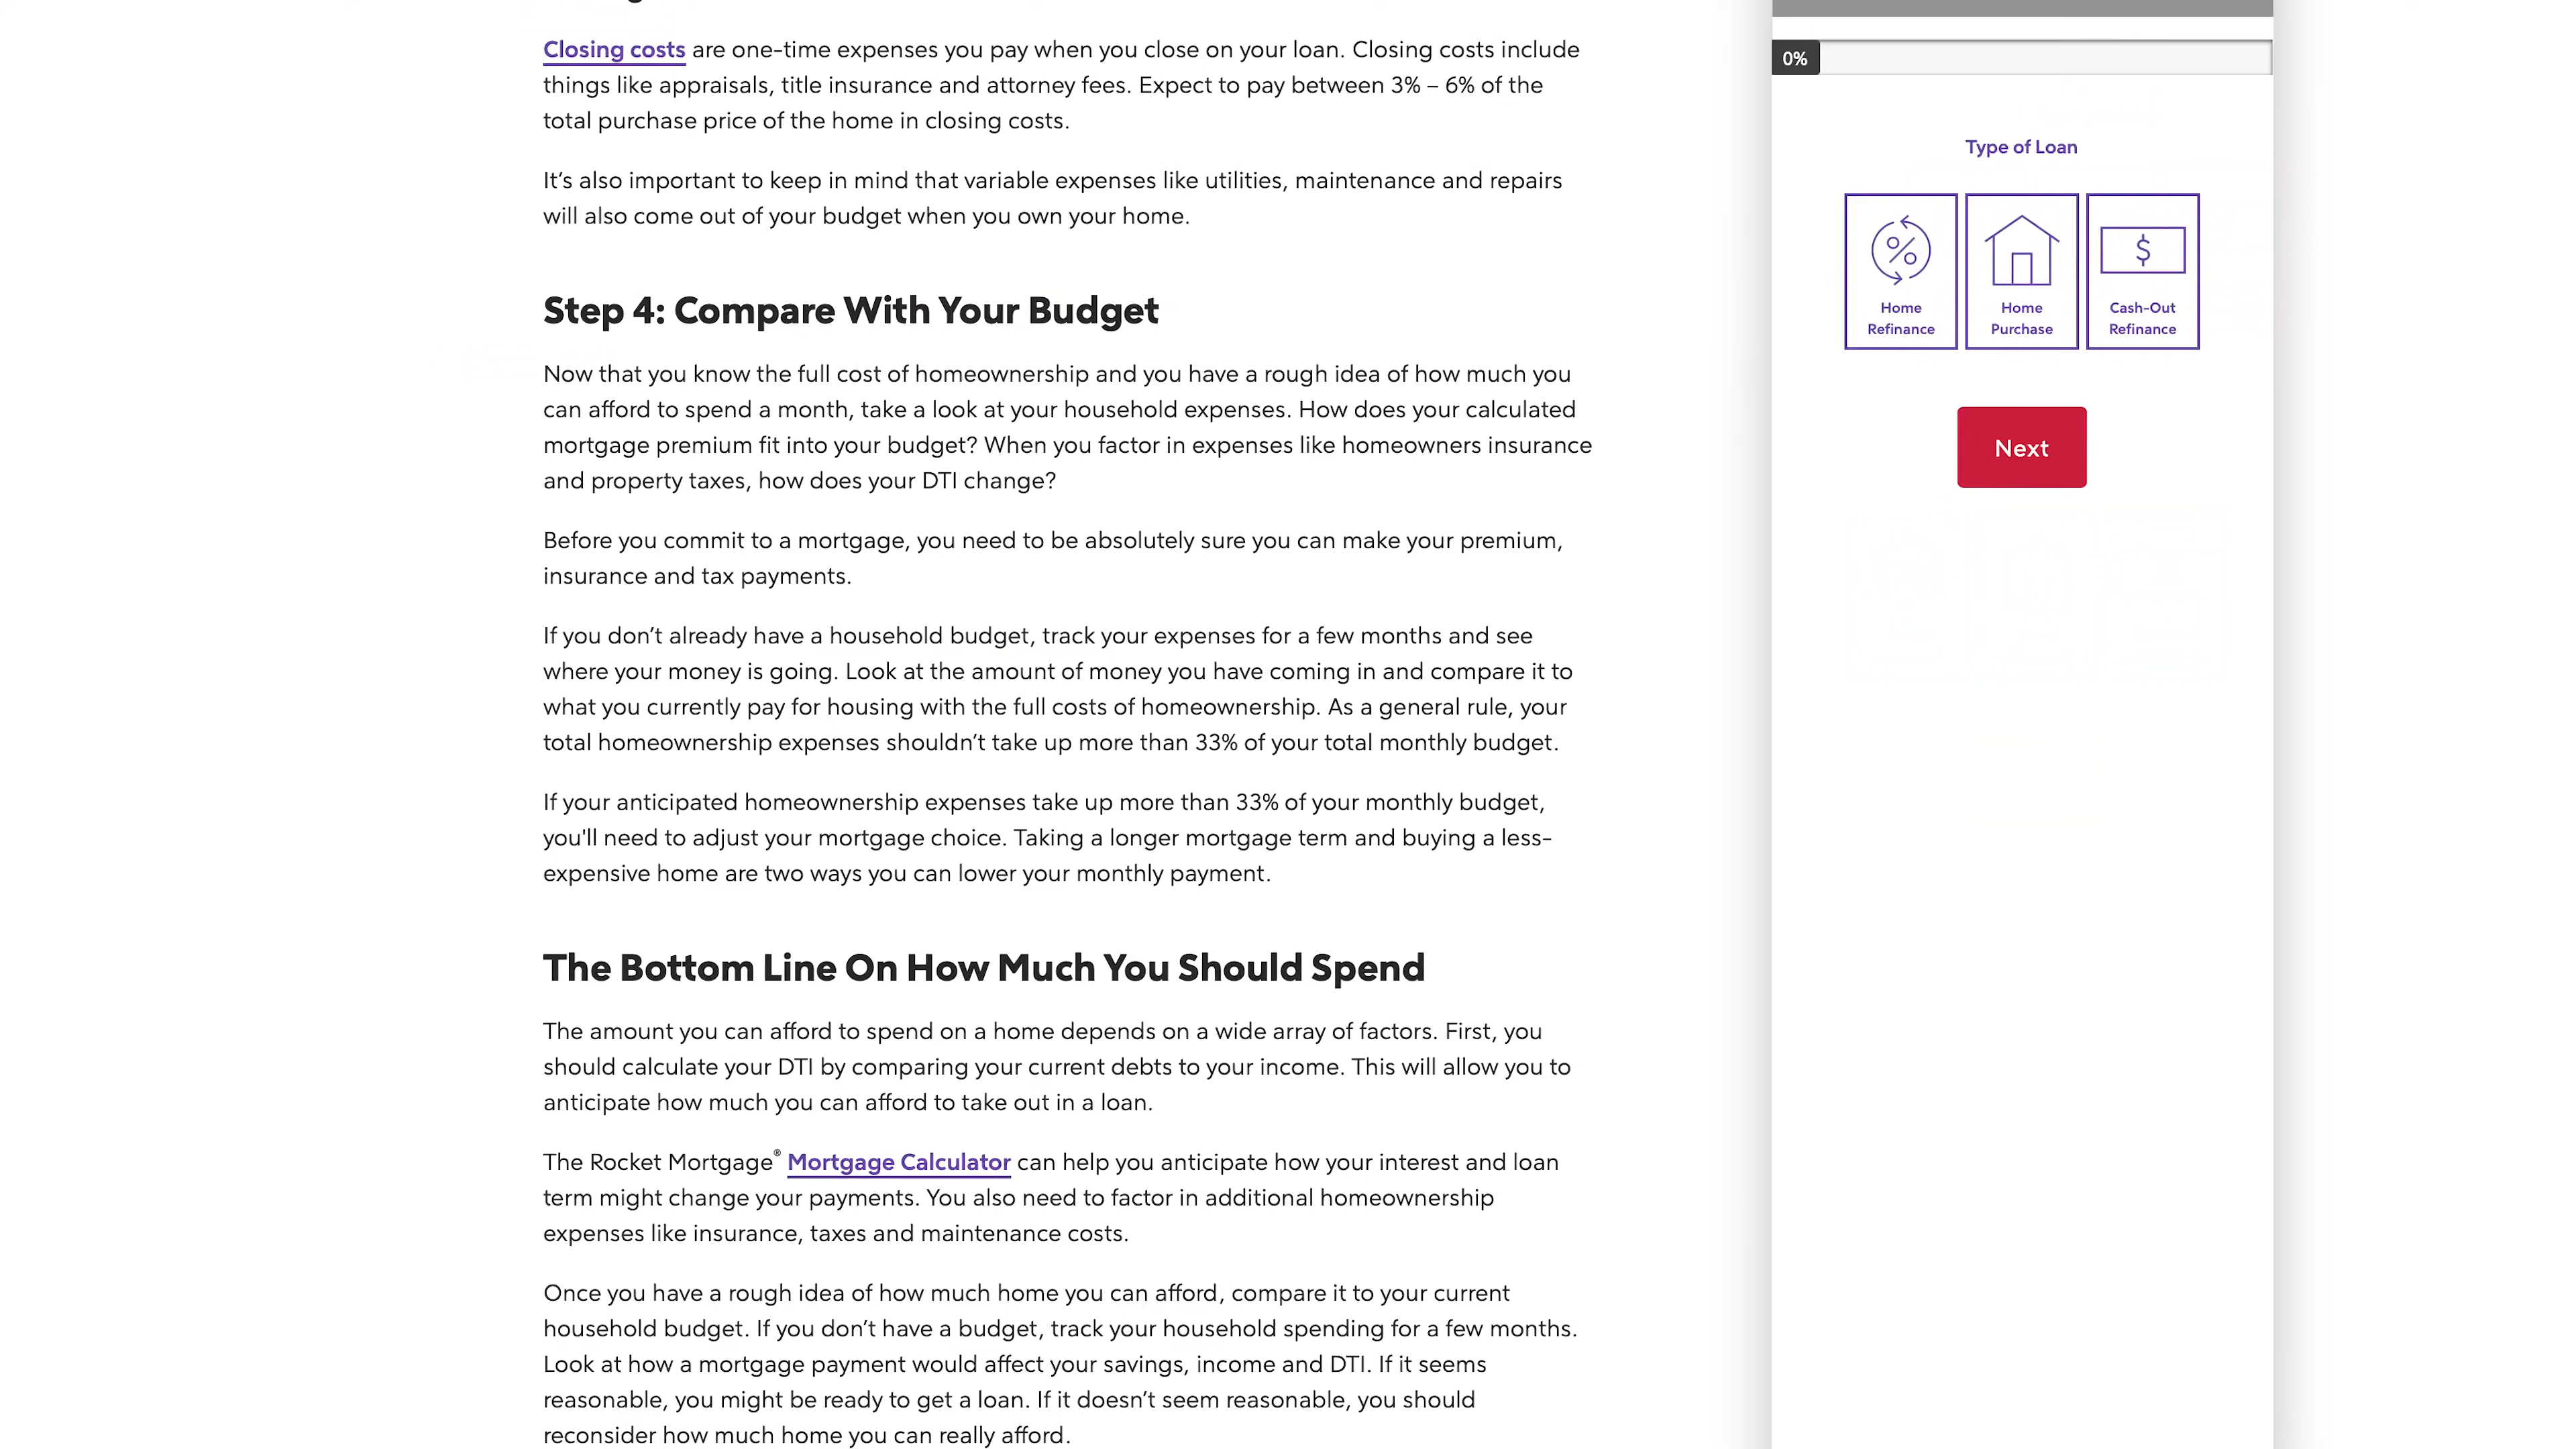 Closing costs are one-time expenses you pay when you close on your loan. Closing costs include
things like appraisals, title insurance and attorney fees. Expect to pay between 3% – 6% of the
total purchase price of the home in closing costs.
It’s also important to keep in mind that variable expenses like utilities, maintenance and repairs
will also come out of your budget when you own your home.
Step 4: Compare With Your Budget
Now that you know the full cost of homeownership and you have a rough idea of how much you
can afford to spend a month, take a look at your household expenses. How does your calculated
mortgage premium fit into your budget? When you factor in expenses like homeowners insurance
and property taxes, how does your DTI change?
Before you commit to a mortgage, you need to be absolutely sure you can make your premium,
insurance and tax payments.
If you don’t already have a household budget, track your expenses for a few months and see
where your money is going. Look at the amount of money you have coming in and compare it to
what you currently pay for housing with the full costs of homeownership. As a general rule, your
total homeownership expenses shouldn’t take up more than 33% of your total monthly budget.
If your anticipated homeownership expenses take up more than 33% of your monthly budget,
you'll need to adjust your mortgage choice. Taking a longer mortgage term and buying a less-
expensive home are two ways you can lower your monthly payment.
The Bottom Line On How Much You Should Spend
The amount you can afford to spend on a home depends on a wide array of factors. First, you
should calculate your DTI by comparing your current debts to your income. This will allow you to
anticipate how much you can afford to take out in a loan.
The Rocket Mortgage® Mortgage Calculator can help you anticipate how your interest and loan
term might change your payments. You also need to factor in additional homeownership
expenses like insurance, taxes and maintenance costs.
Once you have a rough idea of how much home you can afford, compare it to your current
household budget. If you don’t have a budget, track your household spending for a few months.
Look at how a mortgage payment would affect your savings, income and DTI. If it seems
reasonable, you might be ready to get a loan. If it doesn’t seem reasonable, you should
reconsider how much home you can really afford.
0%
Type of Loan
%
Home
Refinance
Home
Purchase
$
Cash-Out
Refinance
Next